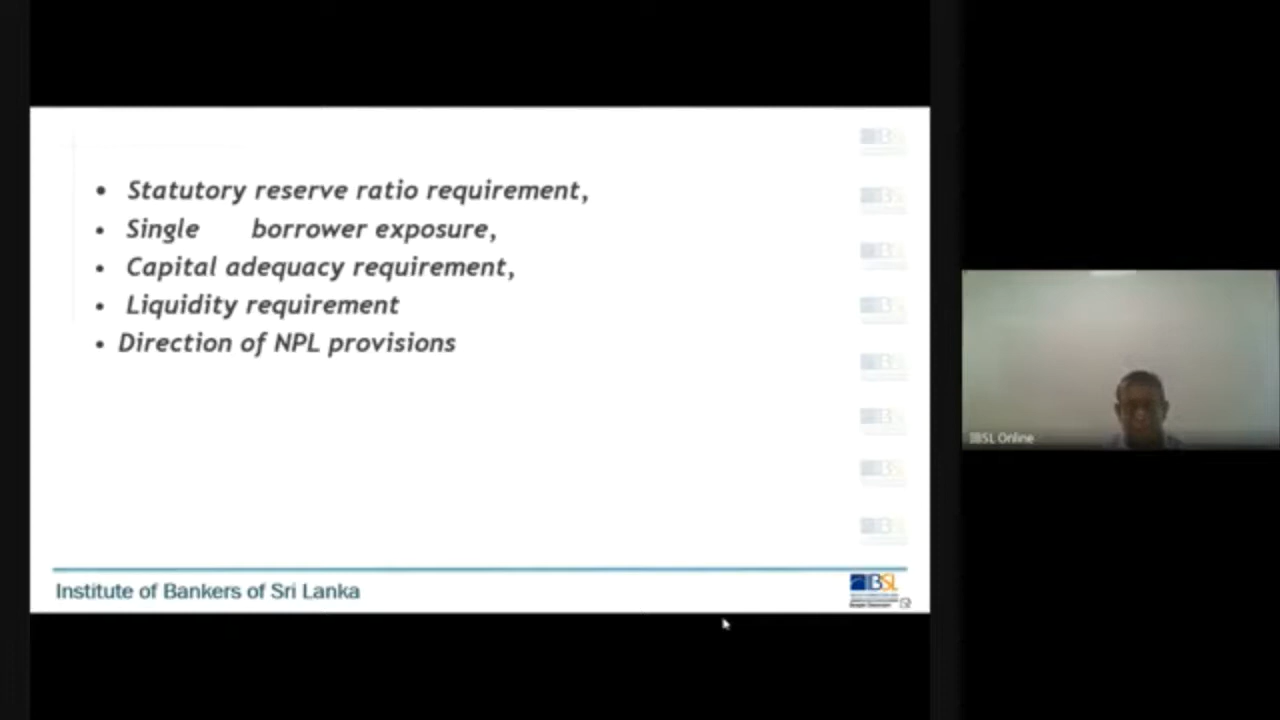 • Statutory reserve ratio requirement,
• Single borrower exposure,
• Capital adequacy requirement,
• Liquidity requirement
• Direction of NPL provisions
Institute of Bankers of Sri Lanka
IBSL
IBSL Online